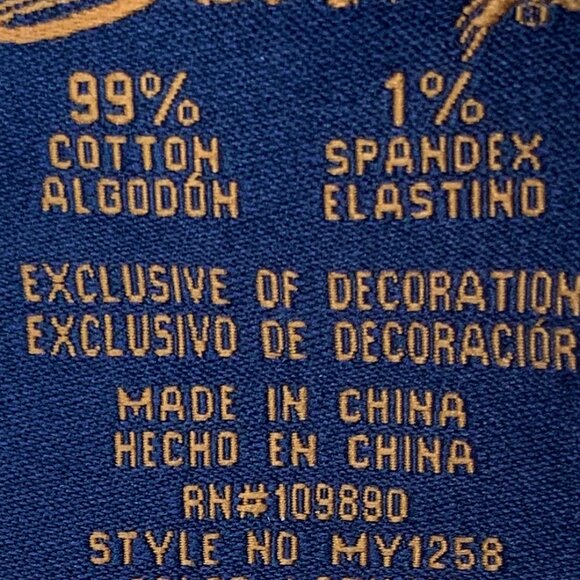 99% 1%
COTTON SPANDEX
ALGODÓN ELASTINO
EXCLUSIVE OF DECORATION
EXCLUSIVO DE DECORACIÓN
MADE IN CHINA
HECHO EN CHINA
RN#109890
STYLE NO MY1258